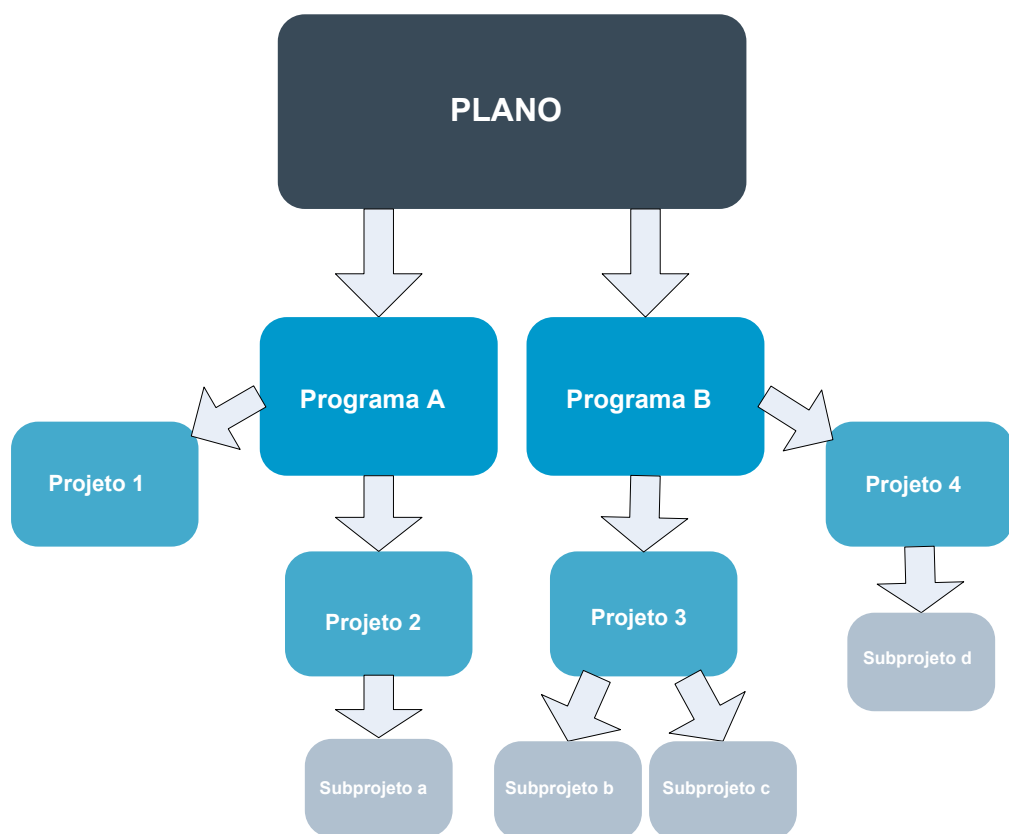 PLANO
Programa A
Programa B
Projeto 1
Projeto 4
Projeto 2
Projeto 3
Subprojeto d
Subprojeto a
Subprojeto b
Subprojeto c